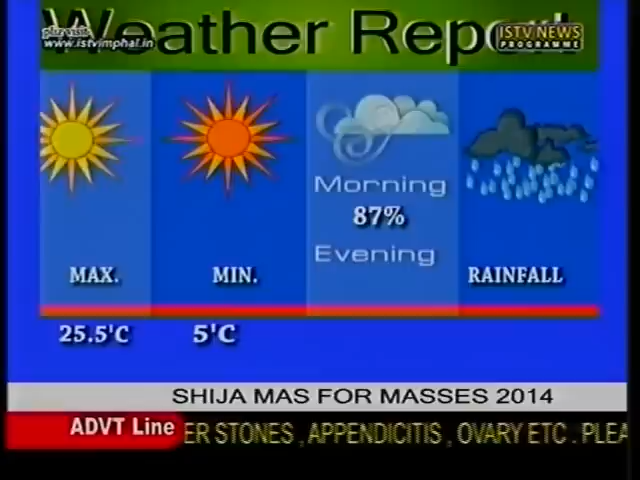 Weather Report
plz visit
www.istvimphal.in
ISTV NEWS
PROGRAMME
Morning
87%
Evening
MAX.
MIN.
RAINFALL
25.5'C
5'C
SHIJA MAS FOR MASSES 2014
ADVT Line
ER STONES , APPENDICITIS , OVARY ETC . PLEA